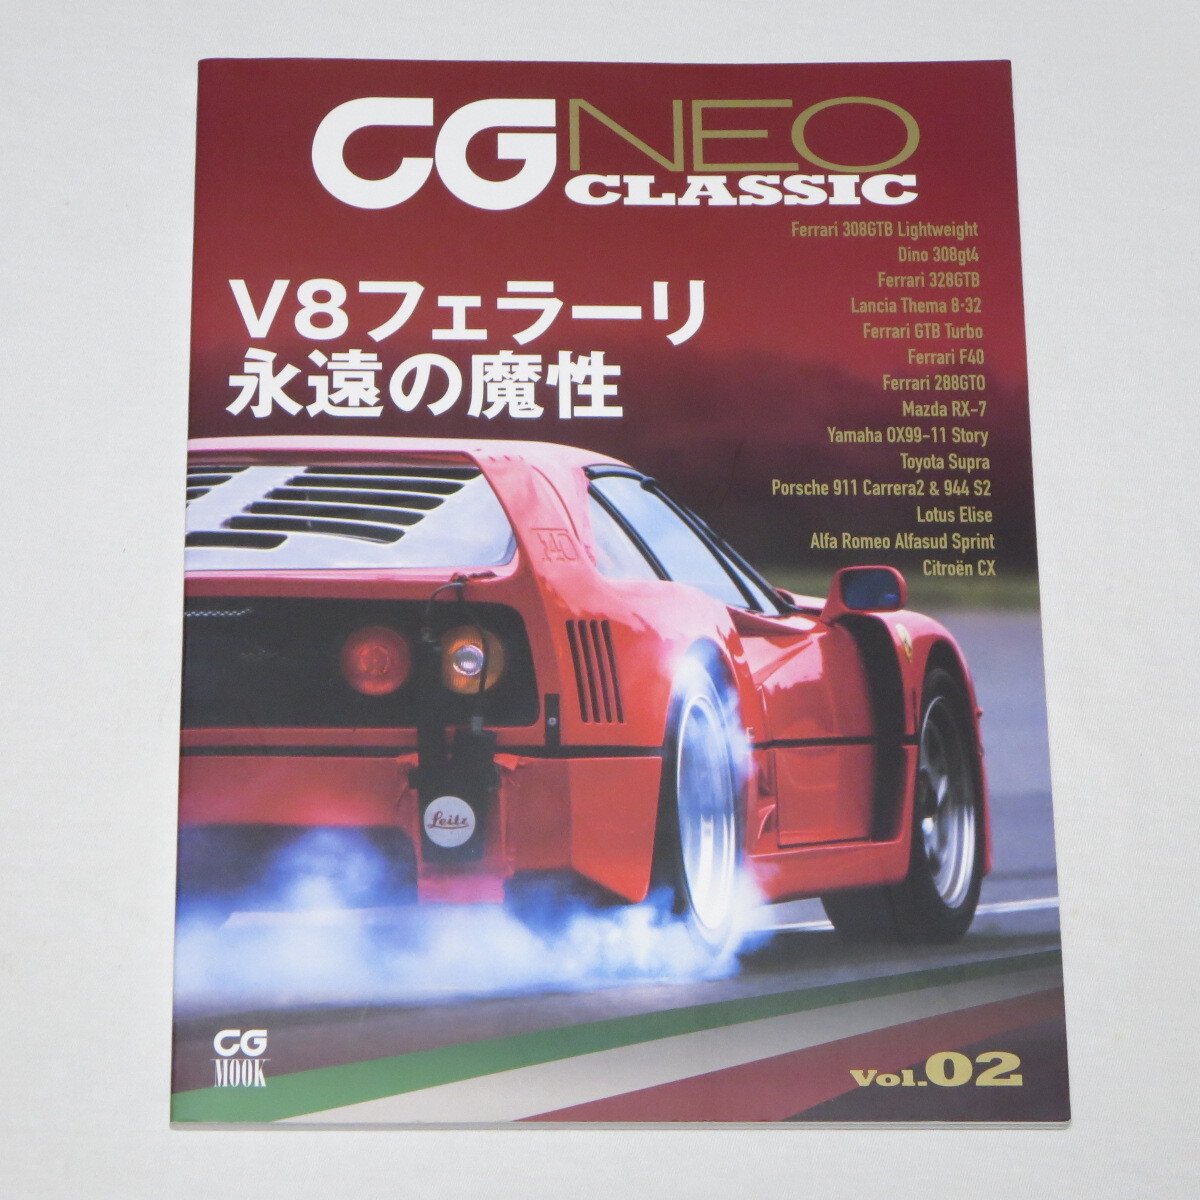 CG NEO
CLASSIC
Ferrari 308GTB Lightweight
Dino 308gt4
Ferrari 328GTB
Lancia Thema 8・32
Ferrari GTB Turbo
Ferrari F40
Ferrari 288GTO
Mazda RX-7
Yamaha OX99-11 Story
Toyota Supra
Porsche 911 Carrera2 & 944 S2
Lotus Elise
Alfa Romeo Alfasud Sprint
Citroën CX
V8フェラーリ
永遠の魔性
F40
Leitz
CG
MOOK
Vol.02